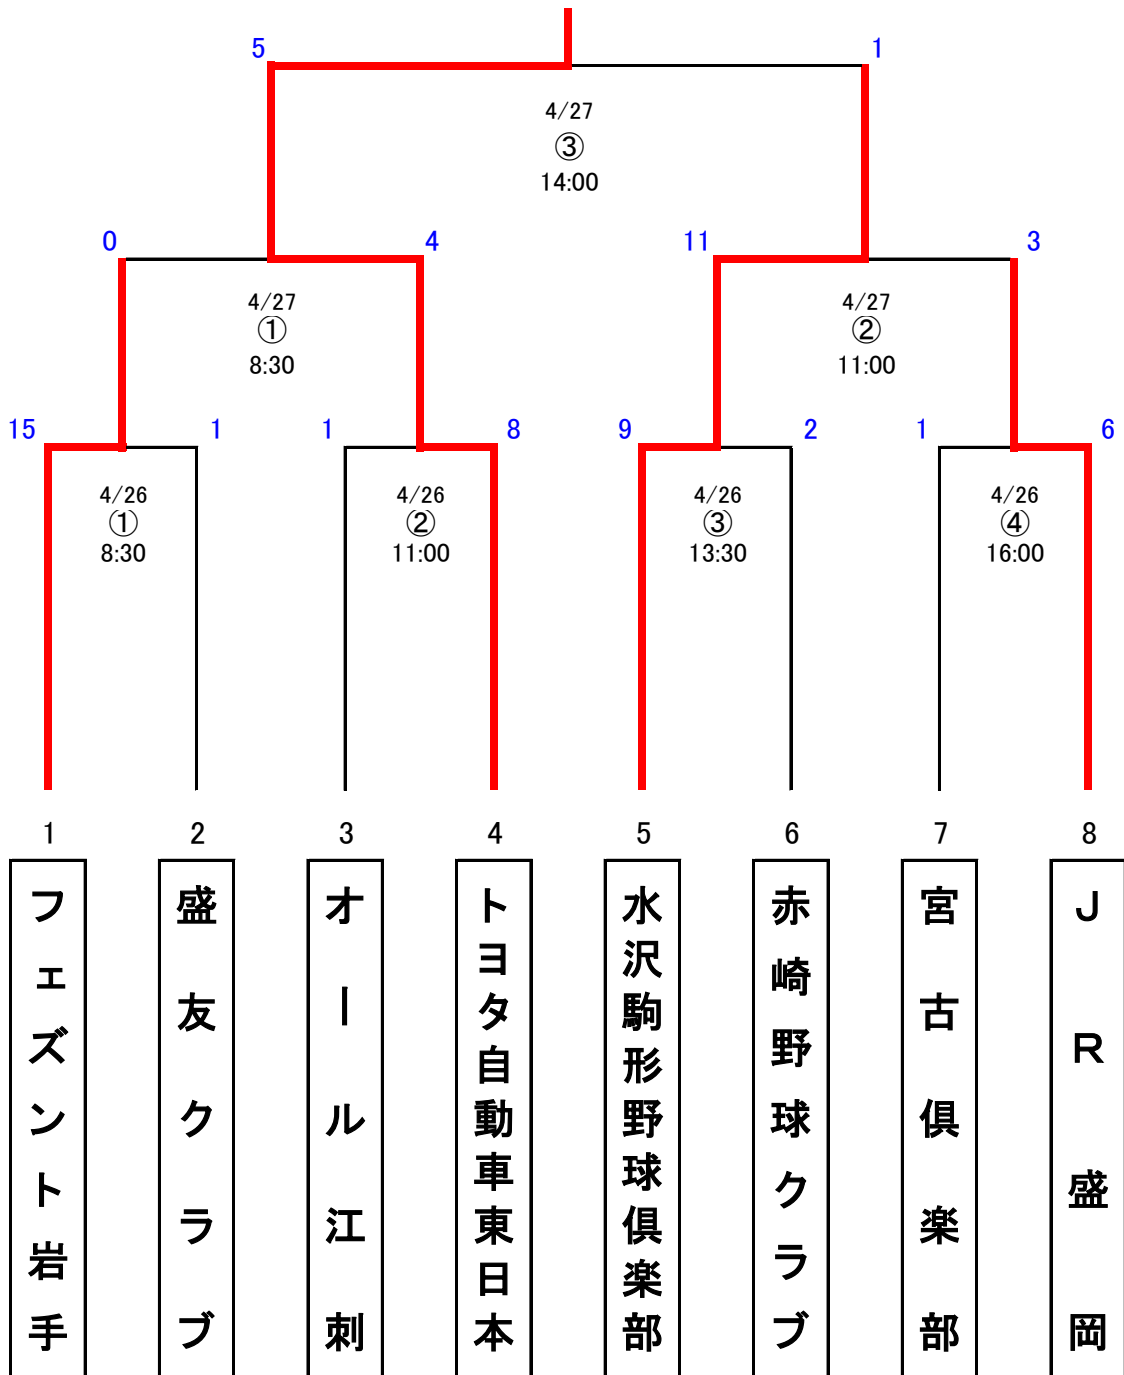 5 1
4/27
③
14:00
0 4 11 3
4/27 4/27
① ②
8:30 11:00
15 1 1 8 9 2 1 6
4/26 4/26 4/26 4/26
① ② ③ ④
8:30 11:00 13:30 16:00
1 2 3 4 5 6 7 8
フェズント岩手
盛友クラブ
オール江刺
トヨタ自動車東日本
水沢駒形野球倶楽部
赤崎野球クラブ
宮古倶楽部
JR盛岡